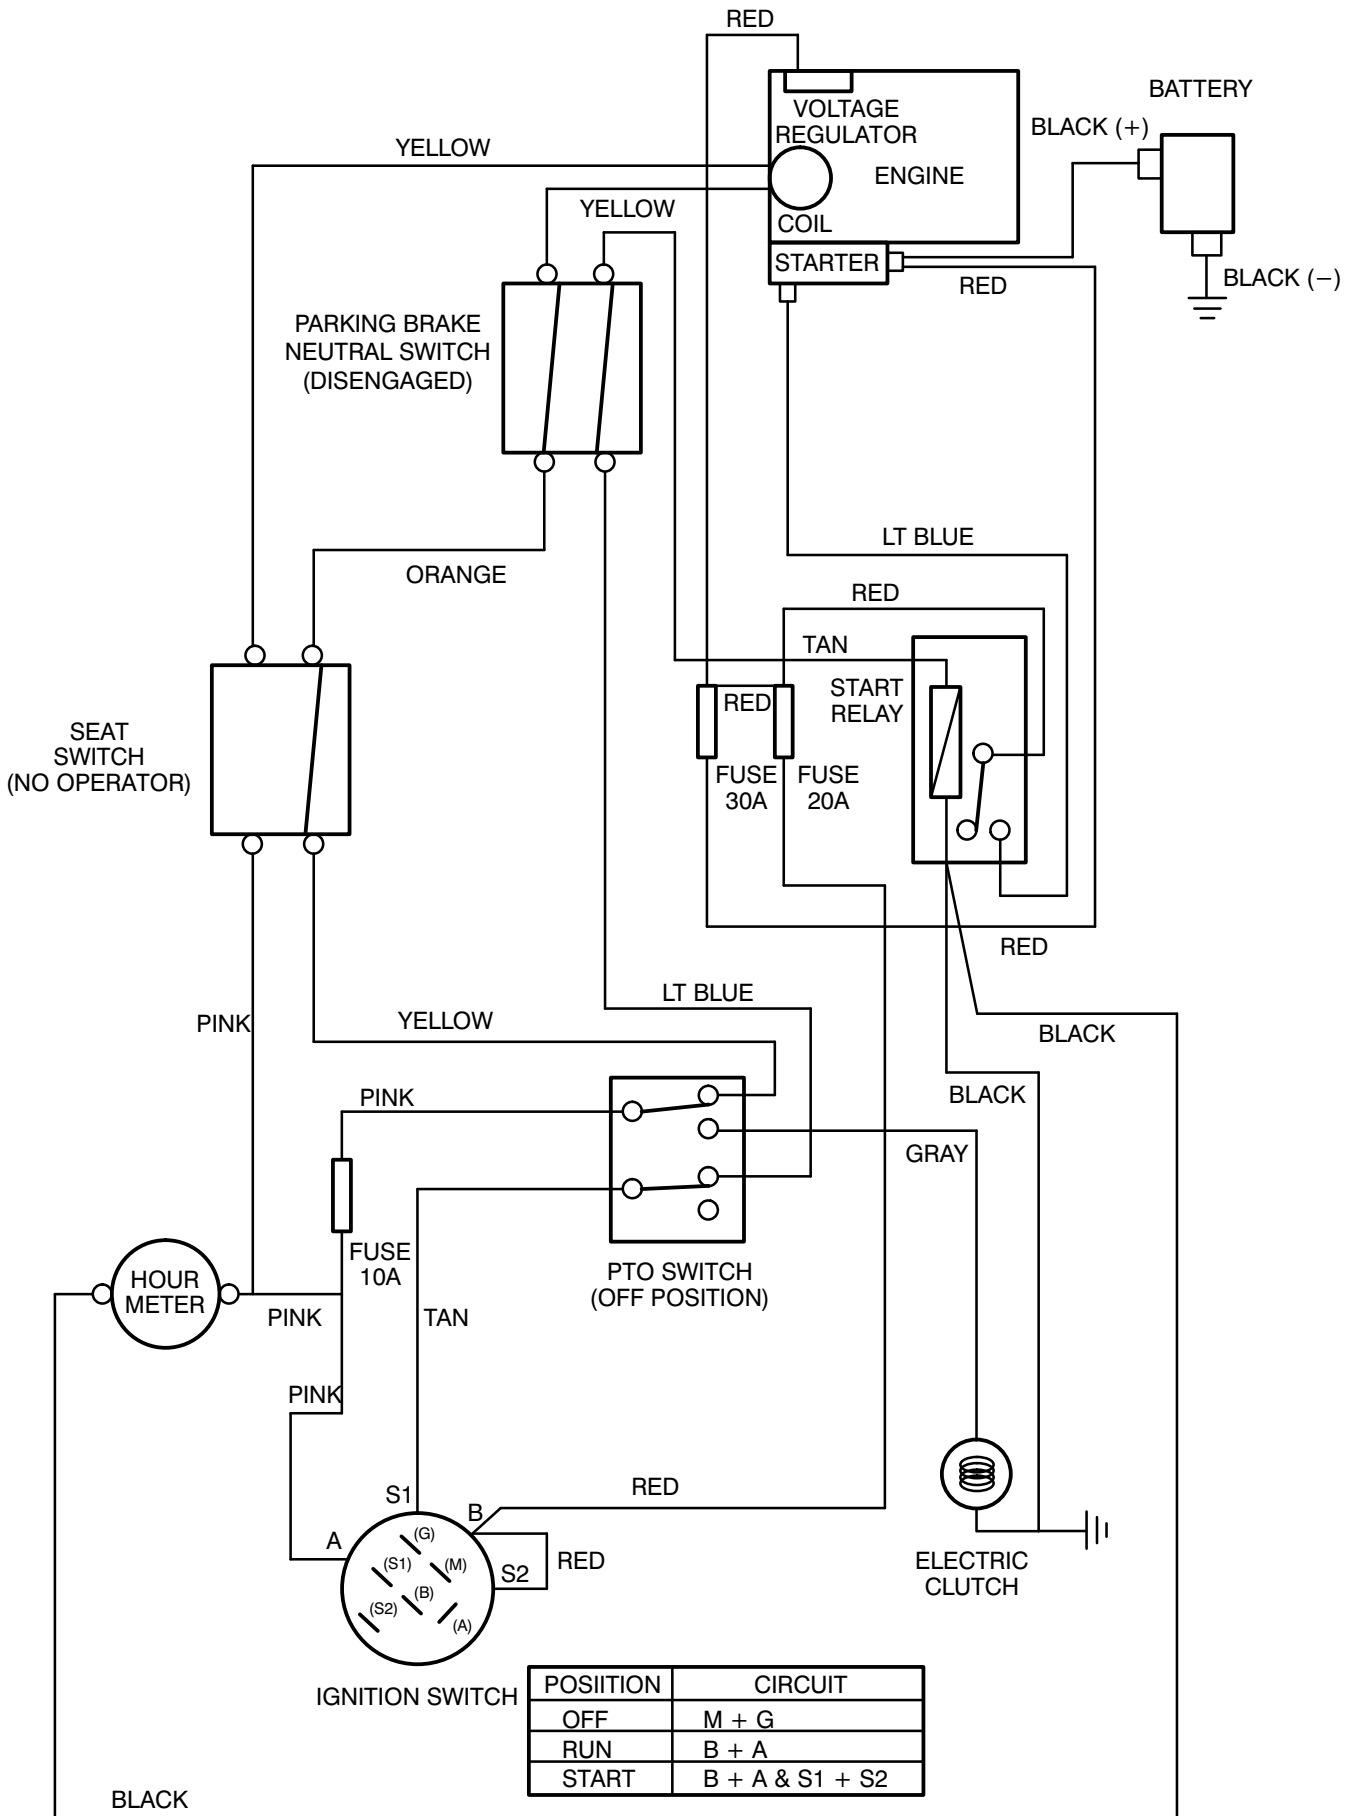 RED
BATTERY
VOLTAGE
REGULATOR
BLACK (+)
YELLOW
ENGINE
YELLOW
COIL
STARTER
RED
BLACK (−)
PARKING BRAKE
NEUTRAL SWITCH
(DISENGAGED)
LT BLUE
ORANGE
RED
TAN
START
RELAY
RED
SEAT
SWITCH
(NO OPERATOR)
FUSE
30A
FUSE
20A
RED
LT BLUE
PINK
YELLOW
BLACK
PINK
BLACK
GRAY
FUSE
10A
HOUR
METER
PTO SWITCH
(OFF POSITION)
PINK
TAN
PINK
S1
B
RED
A
(G)
(S1)
(M)
S2
RED
(B)
(S2)
(A)
ELECTRIC
CLUTCH
IGNITION SWITCH
POSIITION CIRCUIT
OFF M + G
RUN B + A
START B + A & S1 + S2
BLACK